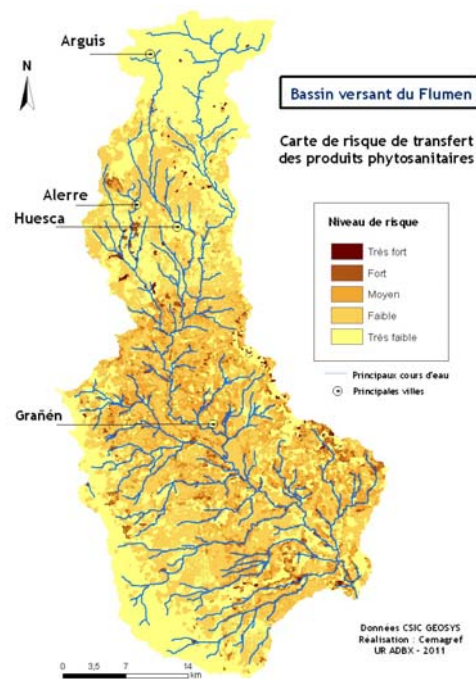 Arguis
N
Bassin versant du Flumen
Carte de risque de transfert
des produits phytosanitaires
Alerre
Huesca
Niveau de risque
Très fort
Fort
Moyen
Faible
Très faible
Principaux cours d'eau
Principales villes
Grañén
Données CSIC GEOSYS
Réalisation : Cemagref
UR ADBX - 2011
0 3,5 7 14
km